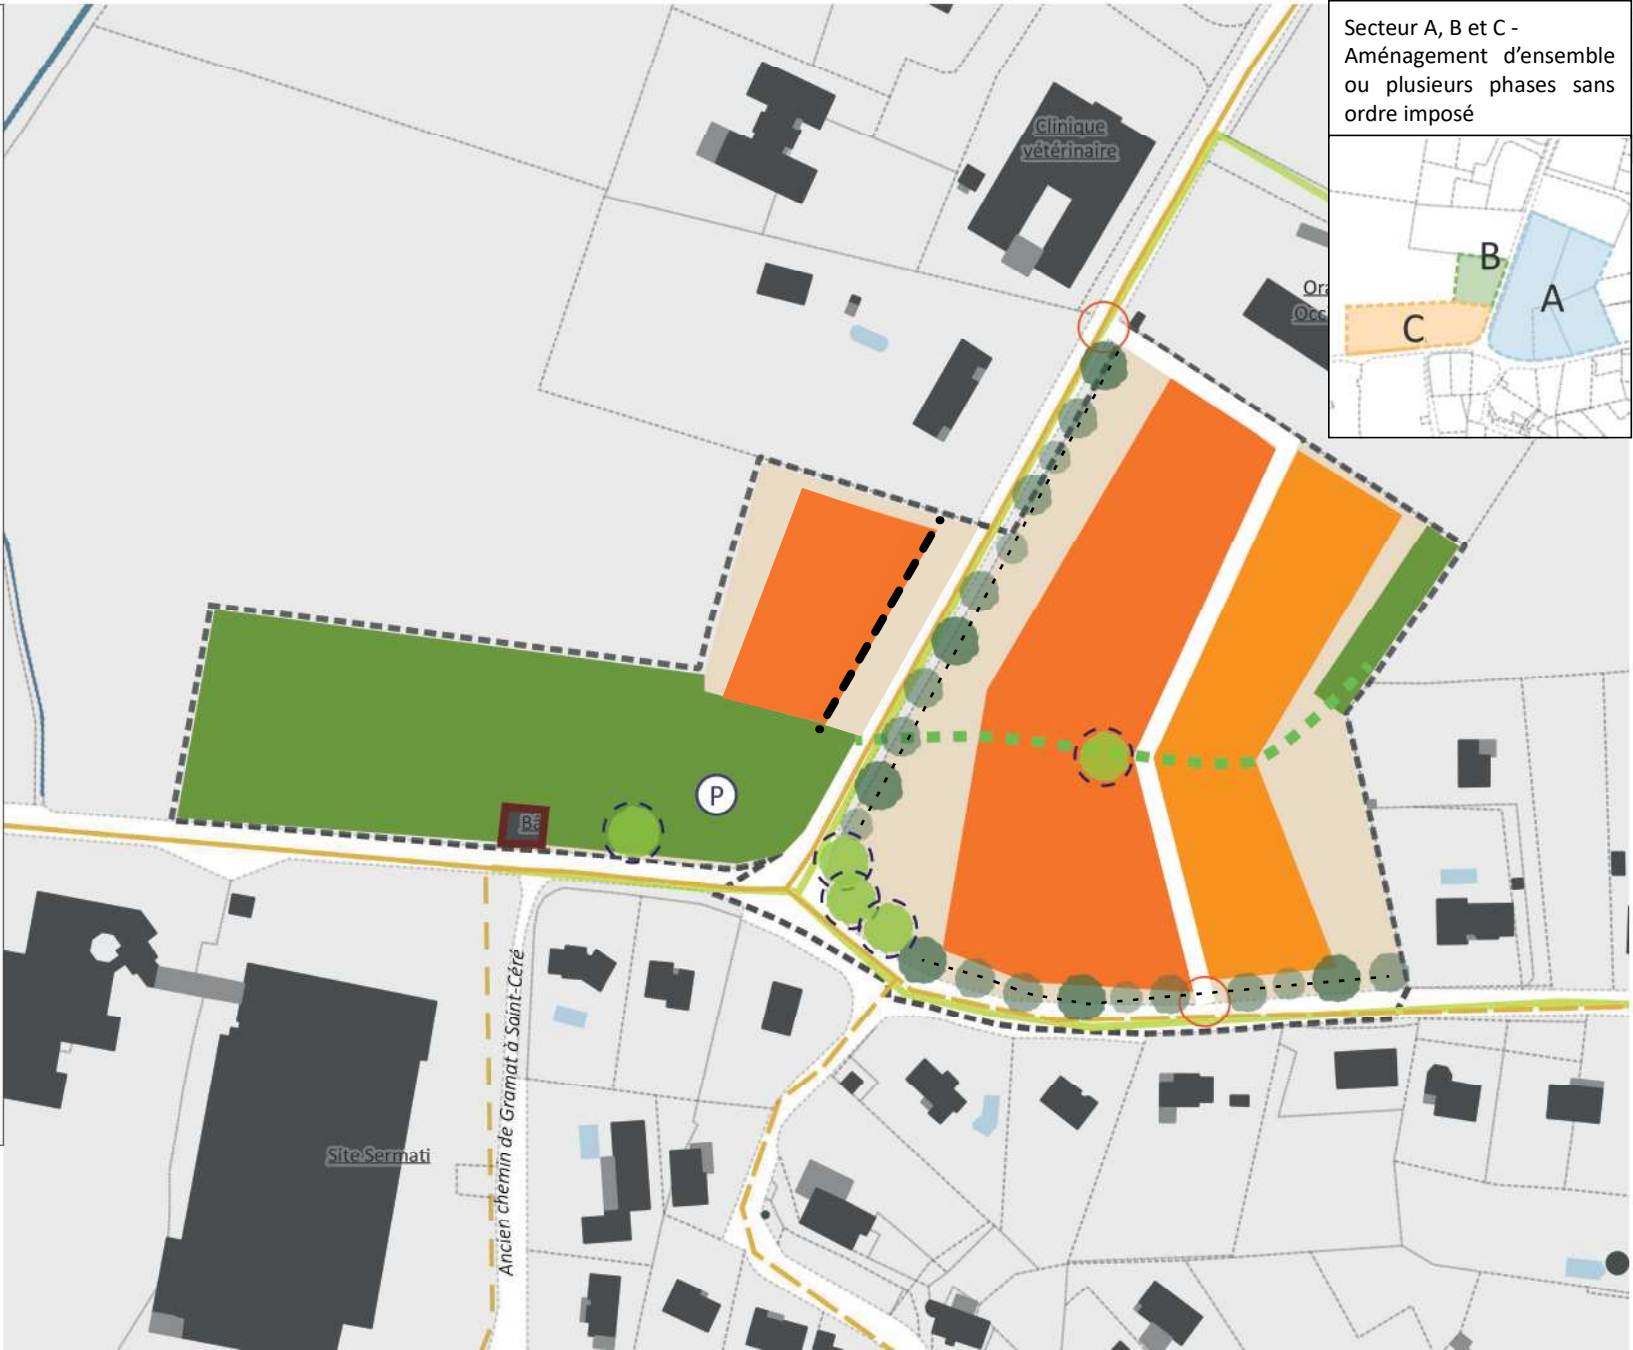 Secteur A, B et C -
Aménagement d'ensemble
ou plusieurs phases sans
ordre imposé
Clinique
vétérinaire
B
A
C
P
Site Sermati
Ancien chemin de Gramat à Saint-Céré